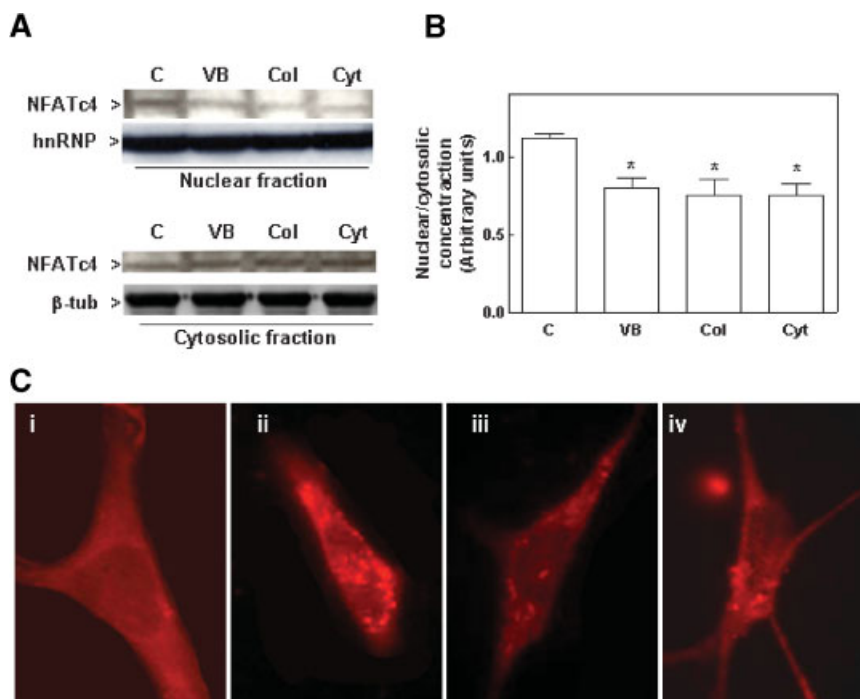 A
C VB Col Cyt
NFATc4 >
hnRNP >
Nuclear fraction
C VB Col Cyt
NFATc4 >
β-tub >
Cytosolic fraction
B
Nuclear/cytosolic
concentration
(Arbitrary units)
1.0
0.5
0.0
* * *
C VB Col Cyt
C
i ii iii iv